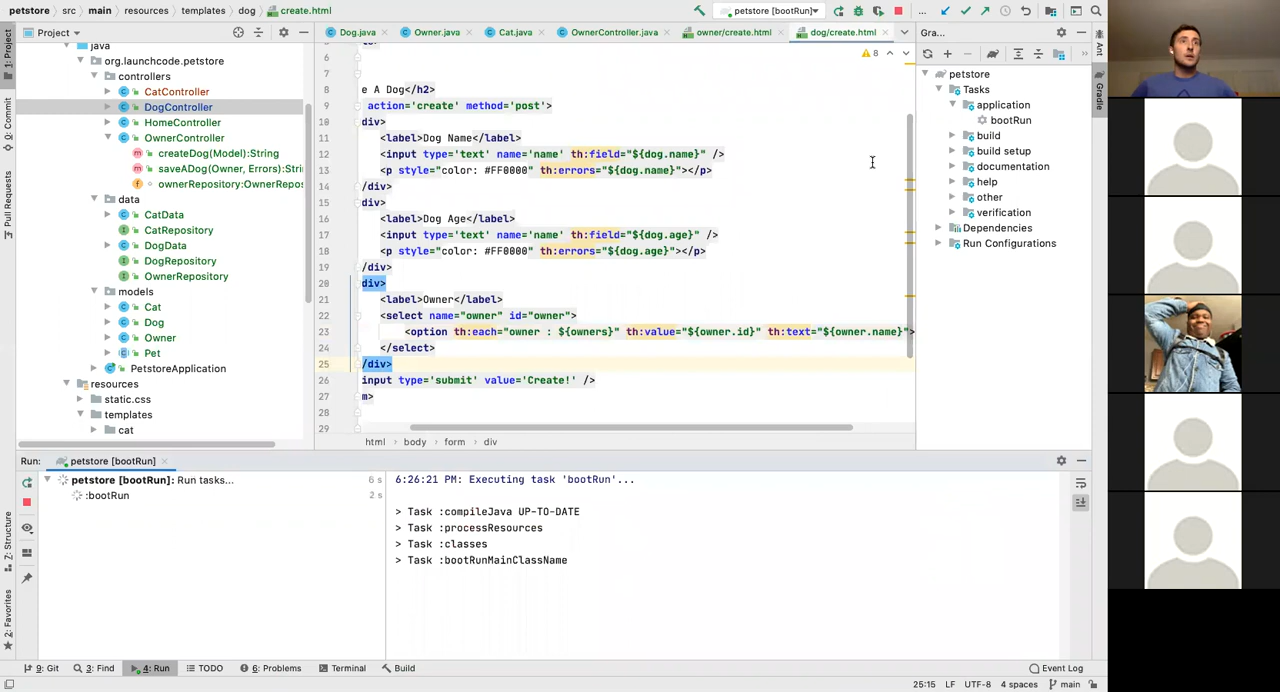 petstore > src > main > resources > templates > dog > create.html
petstore [bootRun]
Project
Dog.java
Owner.java
Cat.java
OwnerController.java
owner/create.html
dog/create.html
Gra...
1: Project
Commit
Pull Requests
Z: Structure
2: Favorites
java
org.launchcode.petstore
controllers
CatController
DogController
HomeController
OwnerController
createDog(Model):String
saveADog(Owner, Errors):Stri
ownerRepository:OwnerRepos
data
CatData
CatRepository
DogData
DogRepository
OwnerRepository
models
Cat
Dog
Owner
Pet
PetstoreApplication
resources
static.css
templates
cat
8
6
7
8 e A Dog</h2>
9 action='create' method='post'>
10 div>
11 <label>Dog Name</label>
12 <input type='text' name='name' th:field="${dog.name}" />
13 <p style="color: #FF0000" th:errors="${dog.name}"></p>
14 /div>
15 div>
16 <label>Dog Age</label>
17 <input type='text' name='name' th:field="${dog.age}" />
18 <p style="color: #FF0000" th:errors="${dog.age}"></p>
19 /div>
20 div>
21 <label>Owner</label>
22 <select name="owner" id="owner">
23 <option th:each="owner : ${owners}" th:value="${owner.id}" th:text="${owner.name}">
24 </select>
25 /div>
26 input type='submit' value='Create!' />
27 m>
28
29
html > body > form > div
petstore
Tasks
application
bootRun
build
build setup
documentation
help
other
verification
Dependencies
Run Configurations
Ant
Gradle
Run: petstore [bootRun]
petstore [bootRun]: Run tasks... 6 s
:bootRun 2 s
6:26:21 PM: Executing task 'bootRun'...
> Task :compileJava UP-TO-DATE
> Task :processResources
> Task :classes
> Task :bootRunMainClassName
9: Git
3: Find
4: Run
TODO
6: Problems
Terminal
Build
Event Log
25:15 LF UTF-8 4 spaces main